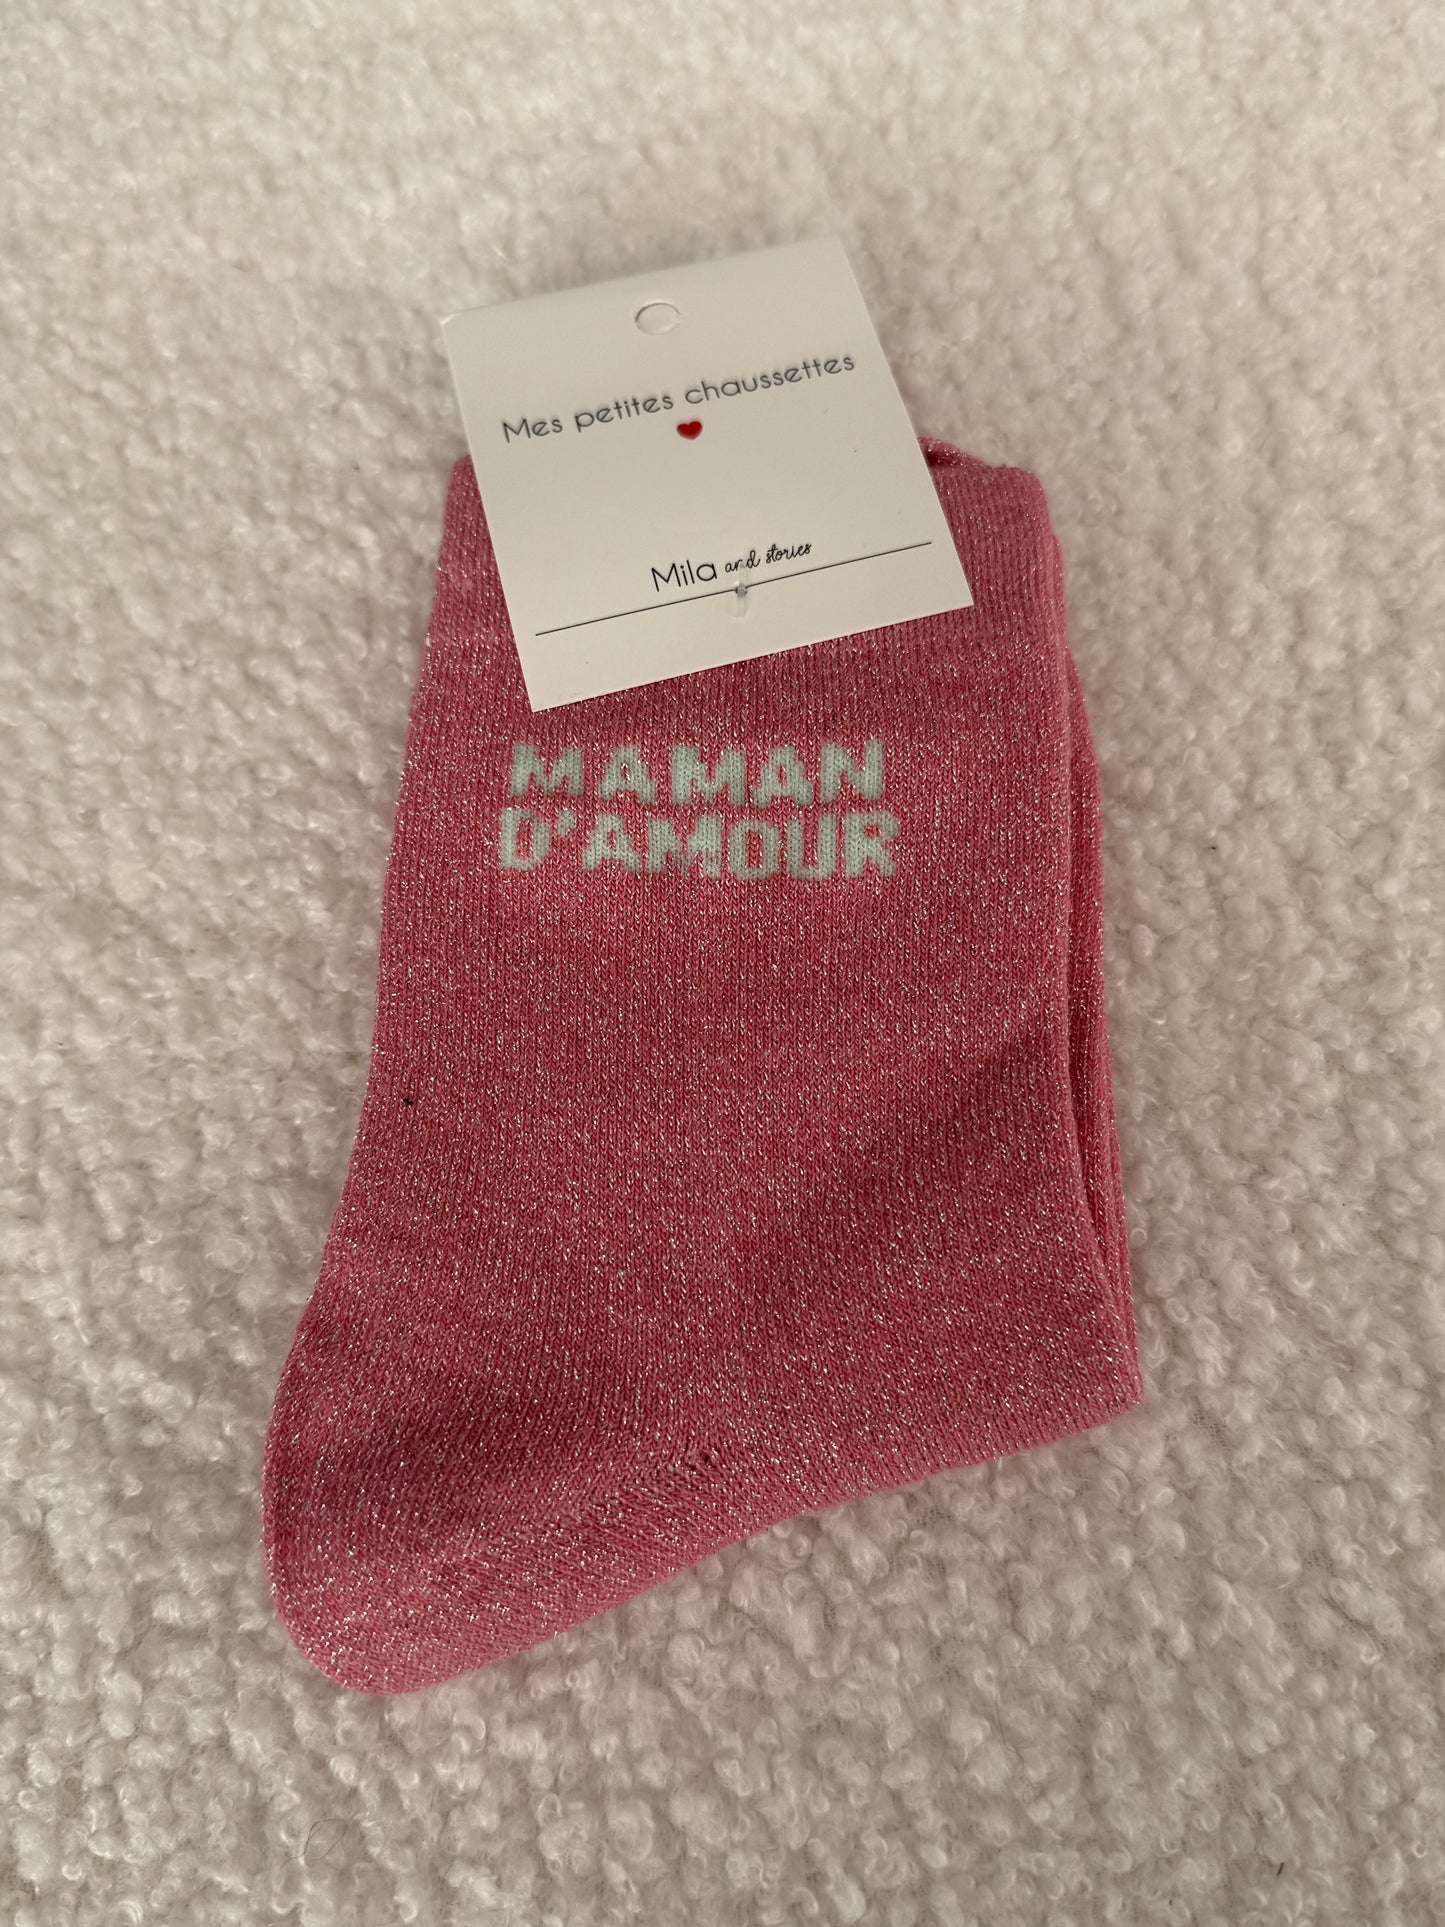 Mes petites chaussettes
Mila and stories
MAMAN
D'AMOUR